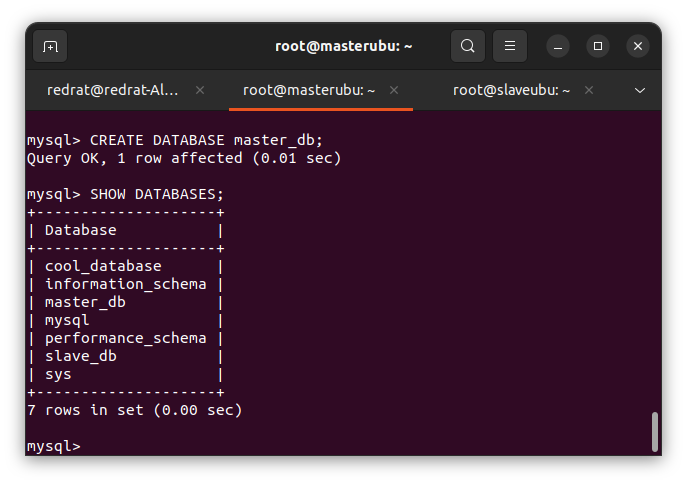 root@masterubu: ~
redrat@redrat-Al... root@masterubu: ~ root@slaveubu: ~
mysql> CREATE DATABASE master_db;
Query OK, 1 row affected (0.01 sec)
mysql> SHOW DATABASES;
+--------------------+
| Database           |
+--------------------+
| cool_database      |
| information_schema |
| master_db          |
| mysql              |
| performance_schema |
| slave_db           |
| sys                |
+--------------------+
7 rows in set (0.00 sec)
mysql>